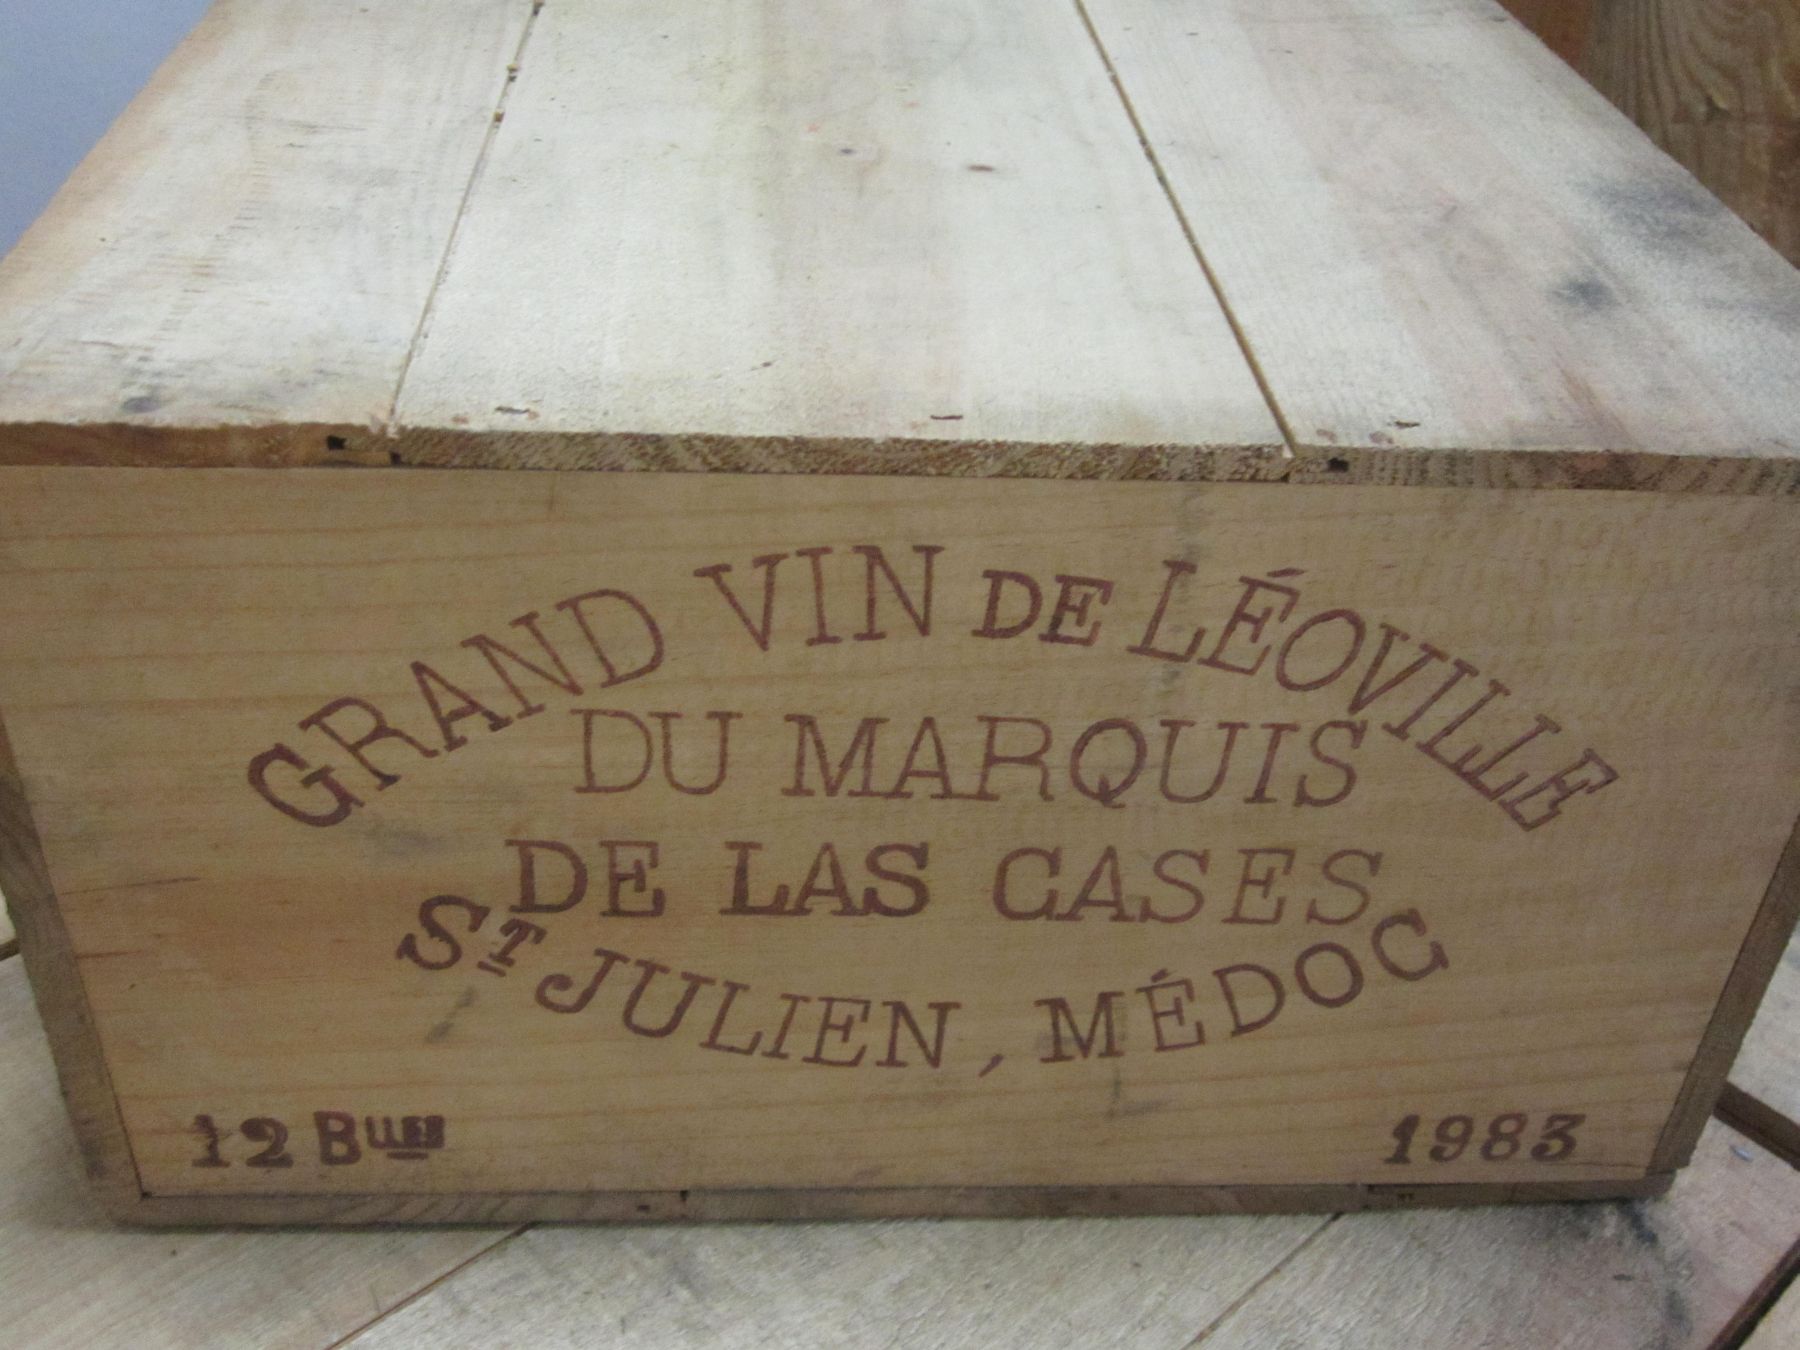 GRAND VIN DE LÉOVILLE
DU MARQUIS
DE LAS CASES
ST JULIEN, MÉDOC
12 Blles 1983